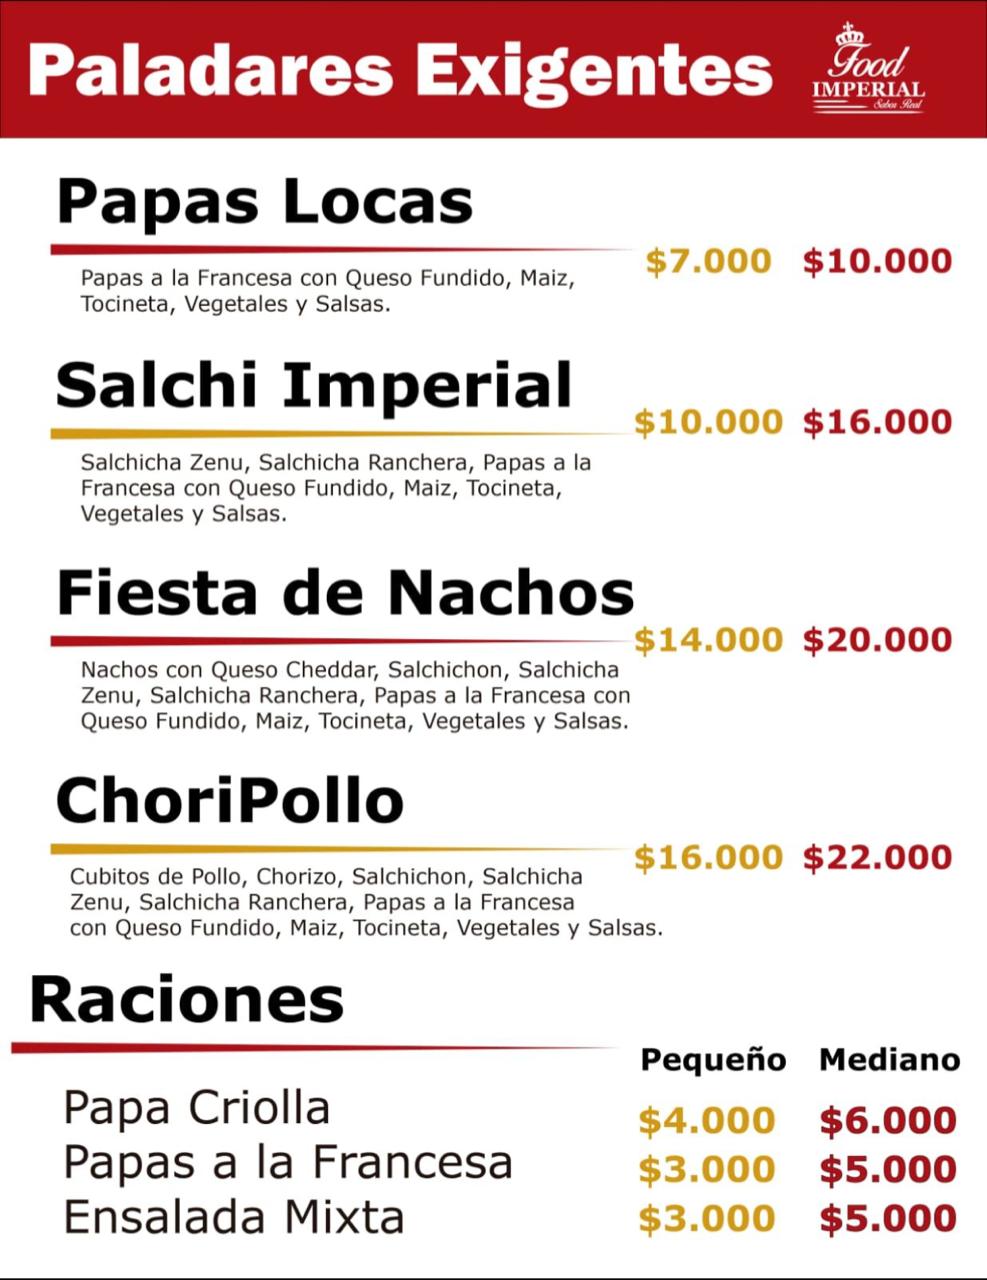 Paladares Exigentes
Food
IMPERIAL
Sabor Real
Papas Locas
$7.000 $10.000
Papas a la Francesa con Queso Fundido, Maiz,
Tocineta, Vegetales y Salsas.
Salchi Imperial
$10.000 $16.000
Salchicha Zenu, Salchicha Ranchera, Papas a la
Francesa con Queso Fundido, Maiz, Tocineta,
Vegetales y Salsas.
Fiesta de Nachos
$14.000 $20.000
Nachos con Queso Cheddar, Salchichon, Salchicha
Zenu, Salchicha Ranchera, Papas a la Francesa con
Queso Fundido, Maiz, Tocineta, Vegetales y Salsas.
ChoriPollo
$16.000 $22.000
Cubitos de Pollo, Chorizo, Salchichon, Salchicha
Zenu, Salchicha Ranchera, Papas a la Francesa
con Queso Fundido, Maiz, Tocineta, Vegetales y Salsas.
Raciones
Pequeño Mediano
Papa Criolla $4.000 $6.000
Papas a la Francesa $3.000 $5.000
Ensalada Mixta $3.000 $5.000